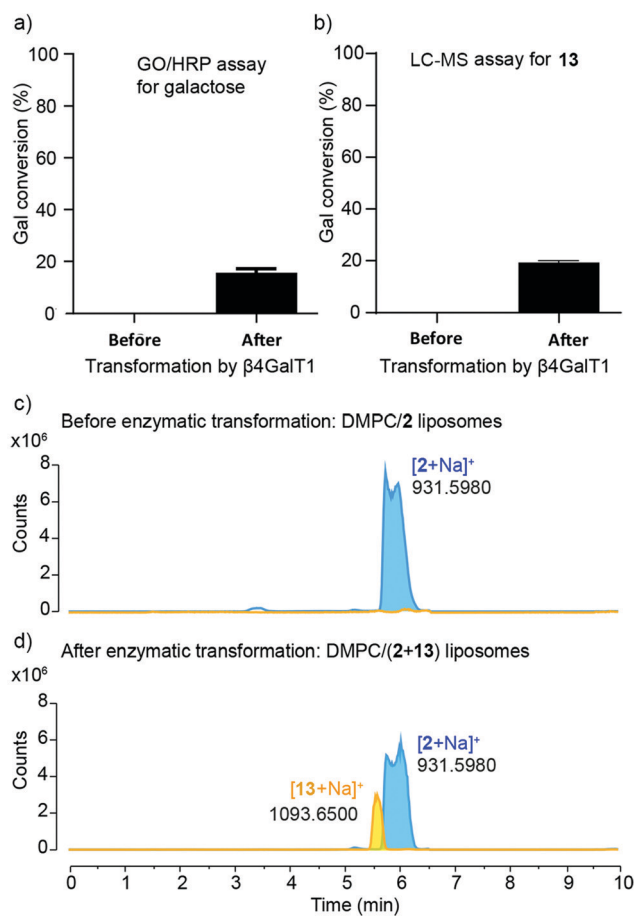 a)
100
80
60
40
20
0
Gal conversion (%)
GO/HRP assay
for galactose
Before
After
Transformation by β4GalT1
b)
100
80
60
40
20
0
Gal conversion (%)
LC-MS assay for 13
Before
After
Transformation by β4GalT1
c)
Before enzymatic transformation: DMPC/2 liposomes
x10⁶
8
6
4
2
0
Counts
[2+Na]⁺
931.5980
d)
After enzymatic transformation: DMPC/(2+13) liposomes
x10⁶
8
6
4
2
0
Counts
[2+Na]⁺
931.5980
[13+Na]⁺
1093.6500
0 1 2 3 4 5 6 7 8 9 10
Time (min)